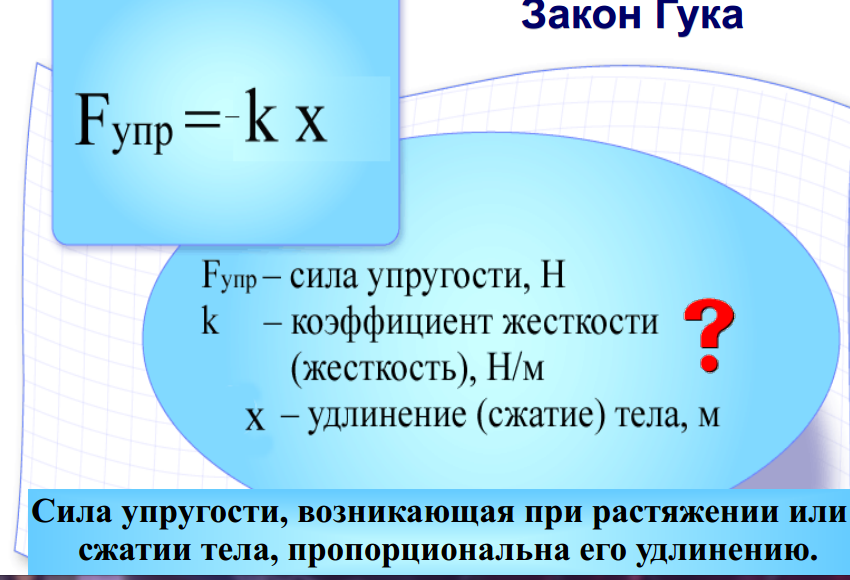 Закон Гука
Fупр = – k x
Fупр – сила упругости, Н
k – коэффициент жесткости
(жесткость), Н/м
x – удлинение (сжатие) тела, м
?
Сила упругости, возникающая при растяжении или
сжатии тела, пропорциональна его удлинению.